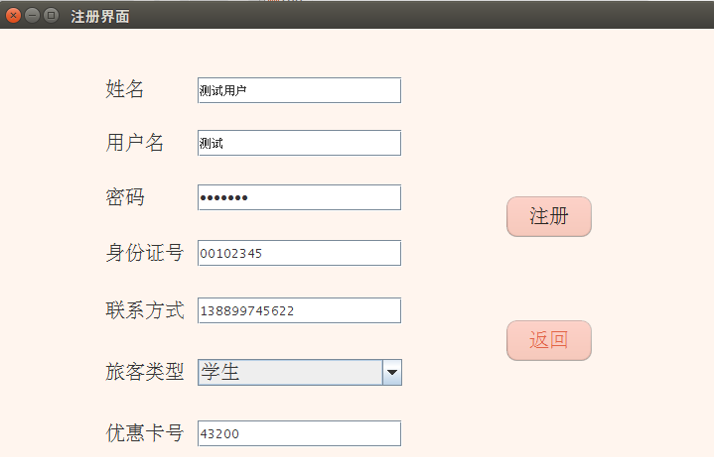 注册界面
姓名 测试用户
用户名 测试
密码 •••••••
注册
身份证号 00102345
联系方式 138899745622
返回
旅客类型 学生
优惠卡号 43200